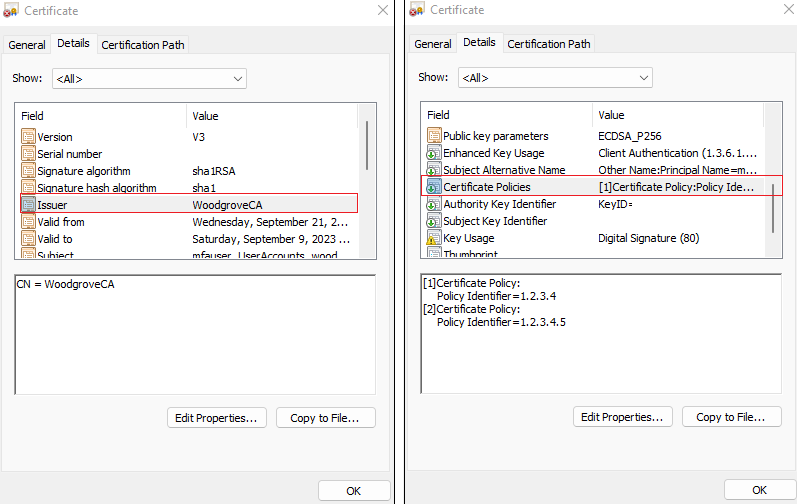 Certificate
General Details Certification Path
Show: <All>
Field Value
Version V3
Serial number
Signature algorithm sha1RSA
Signature hash algorithm sha1
Issuer WoodgroveCA
Valid from Wednesday, September 21, 2...
Valid to Saturday, September 9, 2023 ...
Subject mfauser, UserAccounts, wood
CN = WoodgroveCA
Edit Properties... Copy to File...
OK
Certificate
General Details Certification Path
Show: <All>
Field Value
Public key parameters ECDSA_P256
Enhanced Key Usage Client Authentication (1.3.6.1....
Subject Alternative Name Other Name:Principal Name=m...
Certificate Policies [1]Certificate Policy:Policy Ide...
Authority Key Identifier KeyID=
Subject Key Identifier
Key Usage Digital Signature (80)
Thumbprint
[1]Certificate Policy:
Policy Identifier=1.2.3.4
[2]Certificate Policy:
Policy Identifier=1.2.3.4.5
Edit Properties... Copy to File...
OK